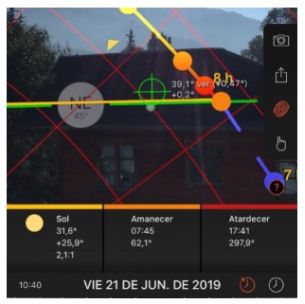 8 h
39,1° ver (+0,47°)
+0,2°
NE
45°
7
?
Sol
31,6°
+25,9°
2,1:1
Amanecer
07:45
62,1°
Atardecer
17:41
297,9°
10:40
VIE 21 DE JUN. DE 2019